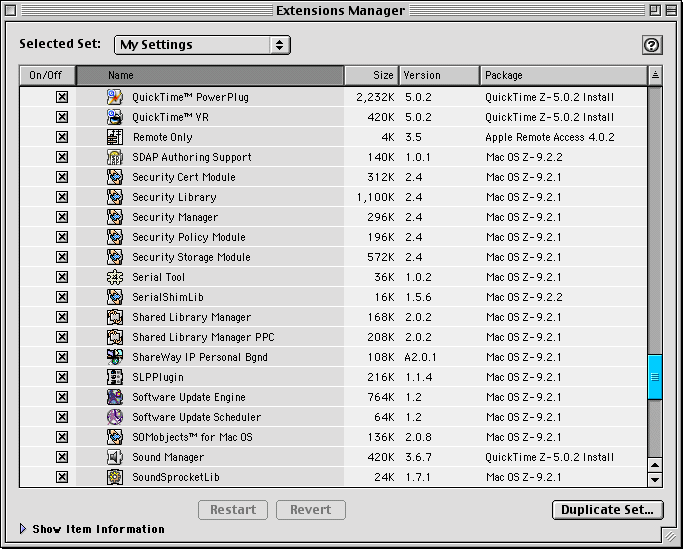 Extensions Manager
Selected Set: My Settings
On/Off Name Size Version Package
QuickTime™ PowerPlug 2,232K 5.0.2 QuickTime Z-5.0.2 Install
QuickTime™ VR 420K 5.0.2 QuickTime Z-5.0.2 Install
Remote Only 4K 3.5 Apple Remote Access 4.0.2
SDAP Authoring Support 140K 1.0.1 Mac OS Z-9.2.2
Security Cert Module 312K 2.4 Mac OS Z-9.2.1
Security Library 1,100K 2.4 Mac OS Z-9.2.1
Security Manager 296K 2.4 Mac OS Z-9.2.1
Security Policy Module 196K 2.4 Mac OS Z-9.2.1
Security Storage Module 572K 2.4 Mac OS Z-9.2.1
Serial Tool 36K 1.0.2 Mac OS Z-9.2.1
SerialShimLib 16K 1.5.6 Mac OS Z-9.2.2
Shared Library Manager 168K 2.0.2 Mac OS Z-9.2.1
Shared Library Manager PPC 208K 2.0.2 Mac OS Z-9.2.1
ShareWay IP Personal Bgnd 108K A2.0.1 Mac OS Z-9.2.1
SLPPlugin 216K 1.1.4 Mac OS Z-9.2.1
Software Update Engine 764K 1.2 Mac OS Z-9.2.1
Software Update Scheduler 64K 1.2 Mac OS Z-9.2.1
SOMobjects™ for Mac OS 136K 2.0.8 Mac OS Z-9.2.1
Sound Manager 420K 3.6.7 QuickTime Z-5.0.2 Install
SoundSprocketLib 24K 1.7.1 Mac OS Z-9.2.1
Restart Revert Duplicate Set...
Show Item Information